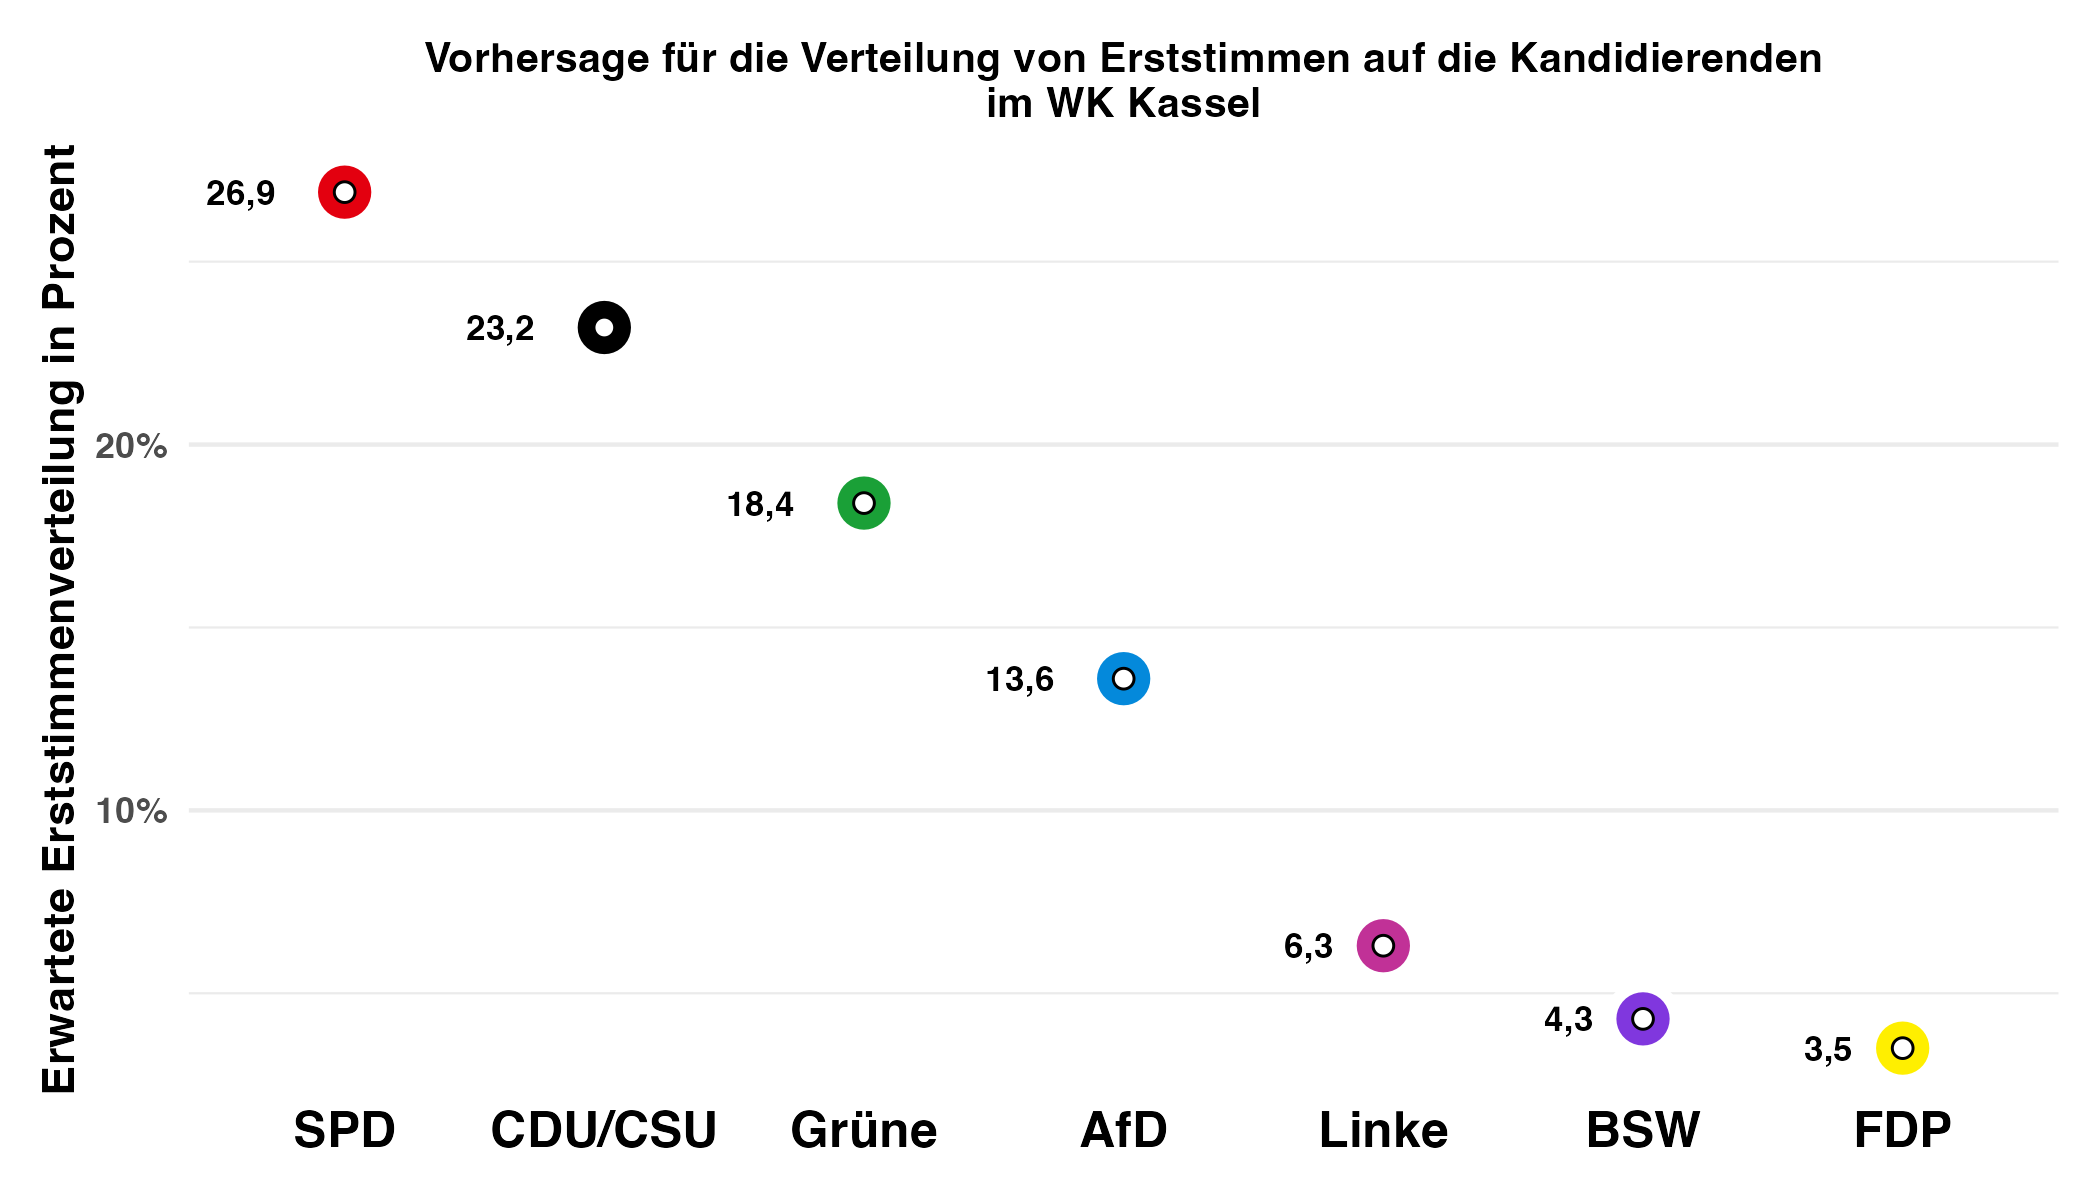 Vorhersage für die Verteilung von Erststimmen auf die Kandidierenden
im WK Kassel
Erwartete Erststimmenverteilung in Prozent
26,9
23,2
20%
18,4
13,6
10%
6,3
4,3
3,5
SPD CDU/CSU Grüne AfD Linke BSW FDP